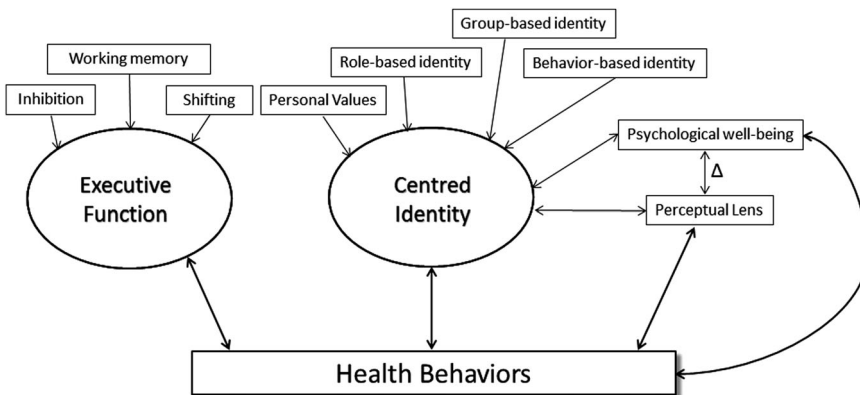 Group-based identity
Working memory
Role-based identity
Behavior-based identity
Inhibition
Shifting
Personal Values
Psychological well-being
Executive
Function
Centred
Identity
Δ
Perceptual Lens
Health Behaviors